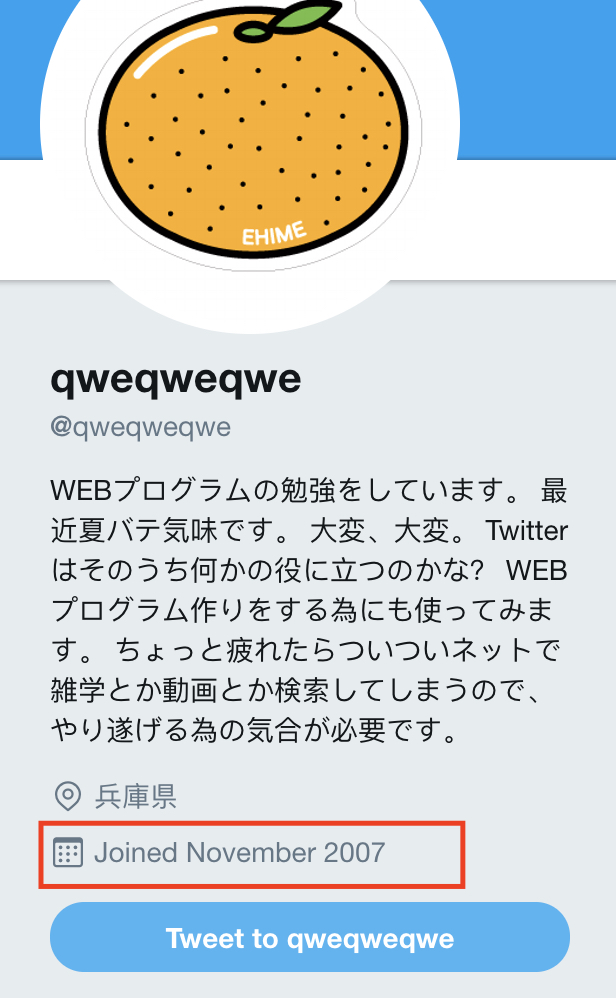 EHIME
qweqweqwe
@qweqweqwe
WEBプログラムの勉強をしています。 最
近夏バテ気味です。 大変、大変。 Twitter
はそのうち何かの役に立つのかな? WEB
プログラム作りをする為にも使ってみま
す。 ちょっと疲れたらついついネットで
雑学とか動画とか検索してしまうので、
やり遂げる為の気合が必要です。
兵庫県
Joined November 2007
Tweet to qweqweqwe